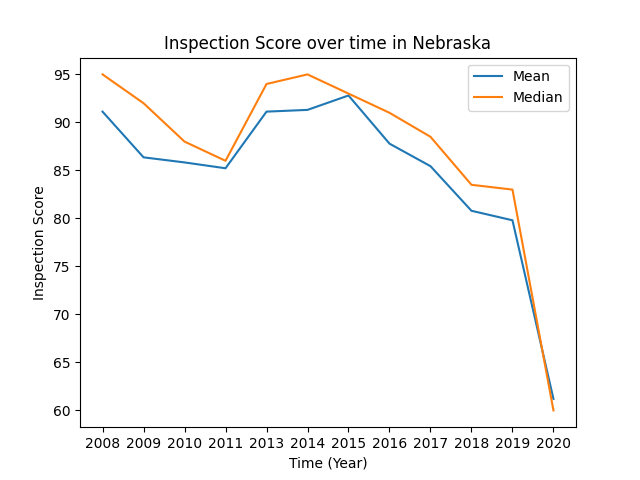 Inspection Score over time in Nebraska
Mean
Median
Inspection Score
95
90
85
80
75
70
65
60
2008 2009 2010 2011 2013 2014 2015 2016 2017 2018 2019 2020
Time (Year)